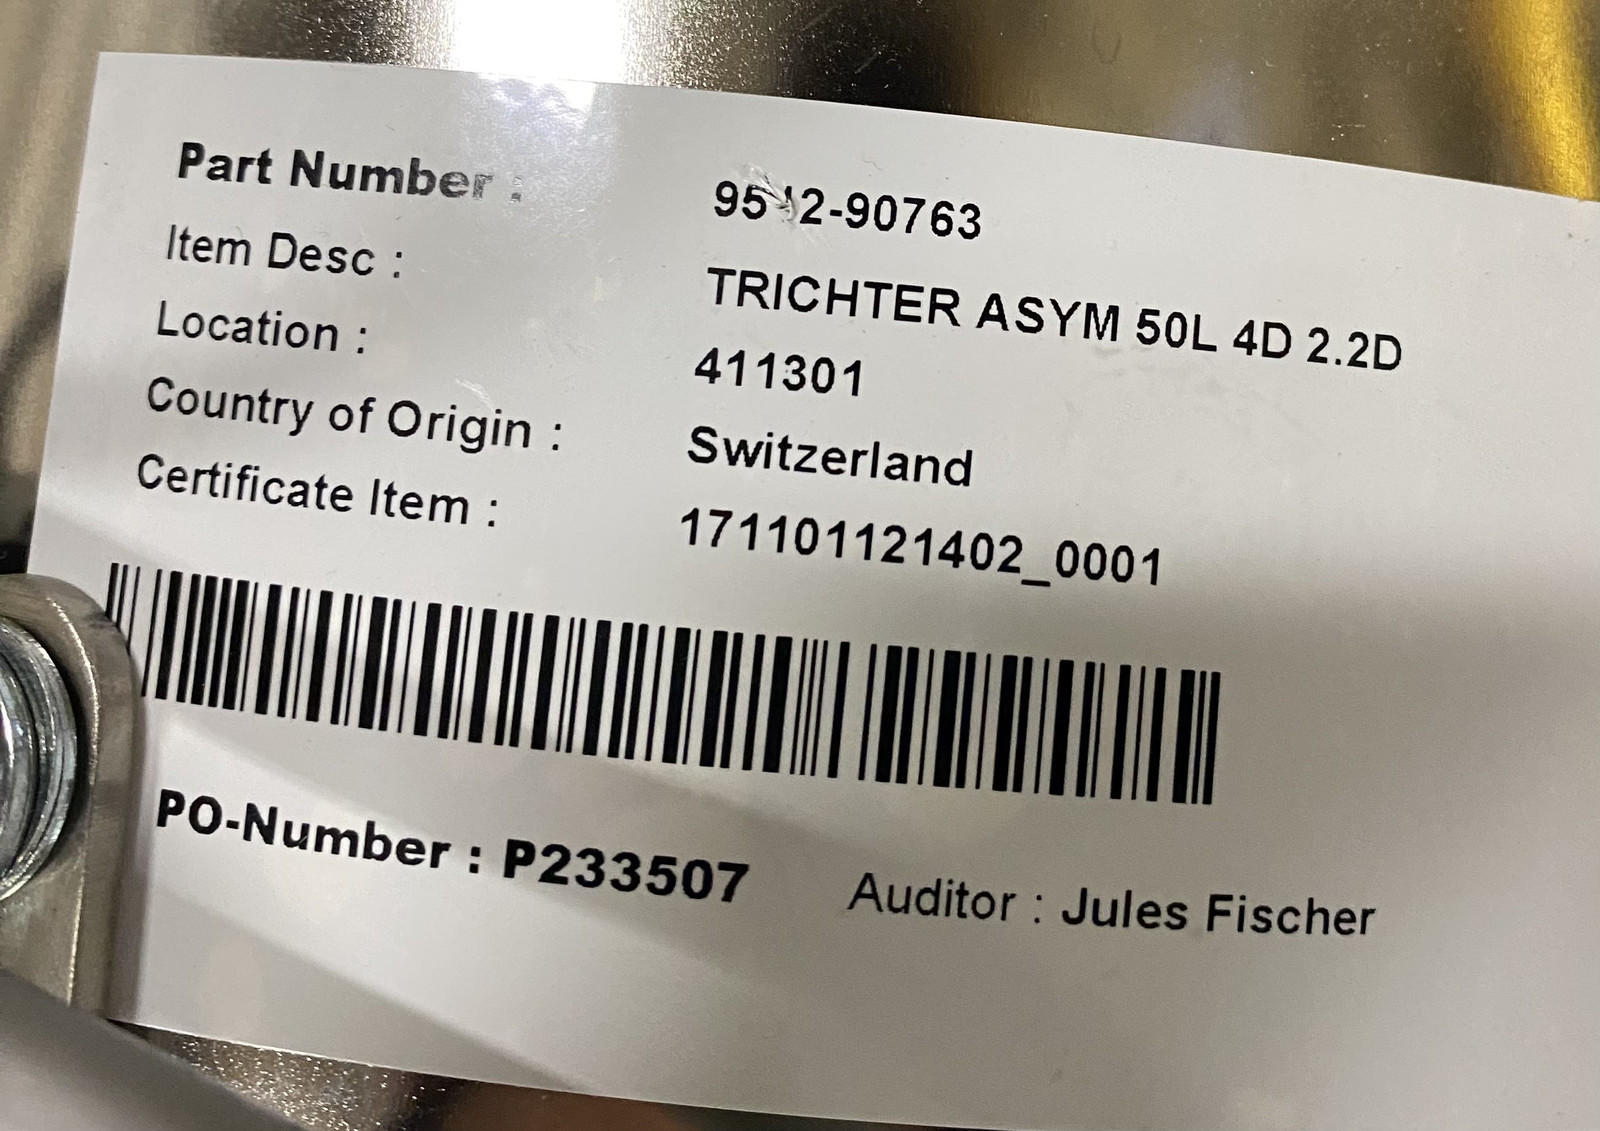 Part Number :
Item Desc : TRICHTER ASYM 50L 4D 2.2D
Location : 411301
Country of Origin : Switzerland
Certificate Item : 171101121402_0001
PO-Number : P233507 Auditor : Jules Fischer